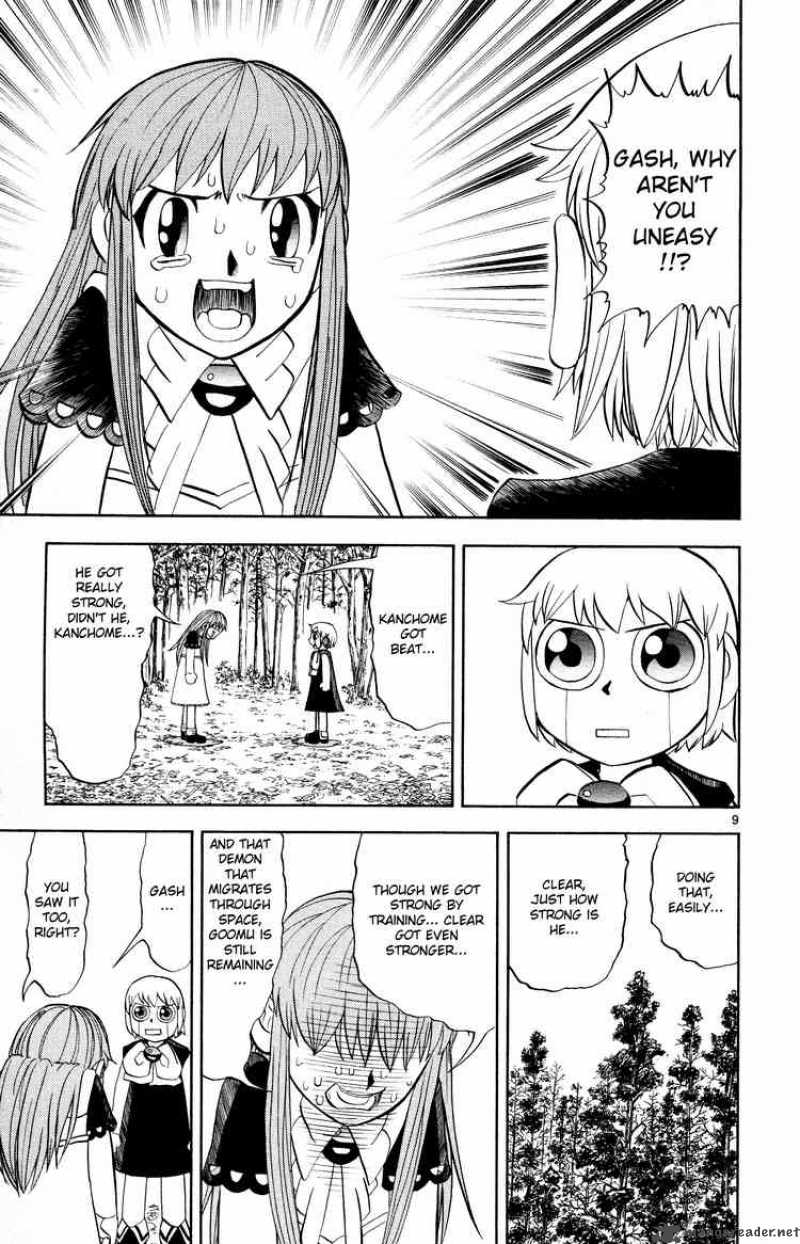 GASH, WHY
AREN'T
YOU
UNEASY
!!?
KANCHOME
GOT
BEAT...
HE GOT
REALLY
STRONG,
DIDN'T HE,
KANCHOME...?
9
DOING
THAT,
EASILY...
CLEAR,
JUST HOW
STRONG IS
HE...
THOUGH WE GOT
STRONG BY
TRAINING... CLEAR
GOT EVEN
STRONGER...
AND THAT
DEMON
THAT
MIGRATES
THROUGH
SPACE,
GOOMU IS
STILL
REMAINING
...
GASH
...
YOU
SAW IT
TOO,
RIGHT?
mangareader.net